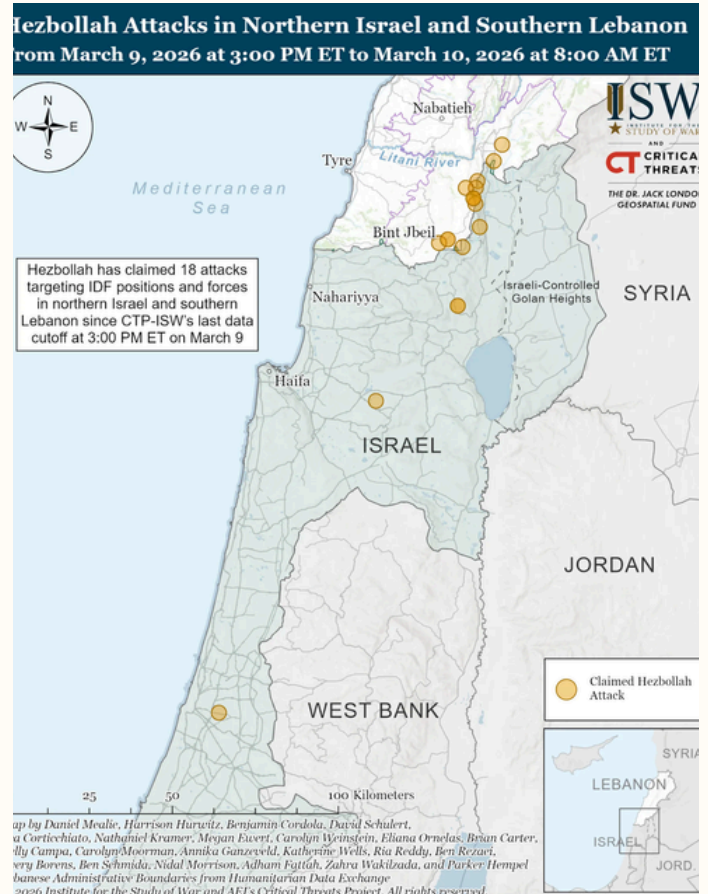 Hezbollah Attacks in Northern Israel and Southern Lebanon
from March 9, 2026 at 3:00 PM ET to March 10, 2026 at 8:00 AM ET
N
W E
S
ISW
INSTITUTE FOR THE
STUDY OF WAR
AND
CT CRITICA
THREATS
THE DR. JACK LONDON
GEOSPATIAL FUND
Nabatieh
Tyre
Litani River
Mediterranean
Sea
Bint Jbeil
Hezbollah has claimed 18 attacks
targeting IDF positions and forces
in northern Israel and southern
Lebanon since CTP-ISW's last data
cutoff at 3:00 PM ET on March 9
Nahariyya
Israeli-Controlled
Golan Heights
SYRIA
Haifa
ISRAEL
JORDAN
WEST BANK
Claimed Hezbollah
Attack
25 50 100 Kilometers
LEBANON
SYRIA
ISRAEL
JORD.
ap by Daniel Mealie, Harrison Hurwitz, Benjamin Cordola, David Schulert,
a Corticchiato, Nathaniel Kramer, Megan Ewert, Carolyn Weinstein, Eliana Ornelas, Brian Carter,
lly Campa, Carolyn Moorman, Annika Ganzeveld, Katherine Wells, Ria Reddy, Ben Rezaei,
ery Borens, Ben Schmida, Nidal Morrison, Adham Fattah, Zahra Wakilzada, and Parker Hempel
banese Administrative Boundaries from Humanitarian Data Exchange
2026 Institute for the Study of War and AEI's Critical Threats Project. All rights reserved.